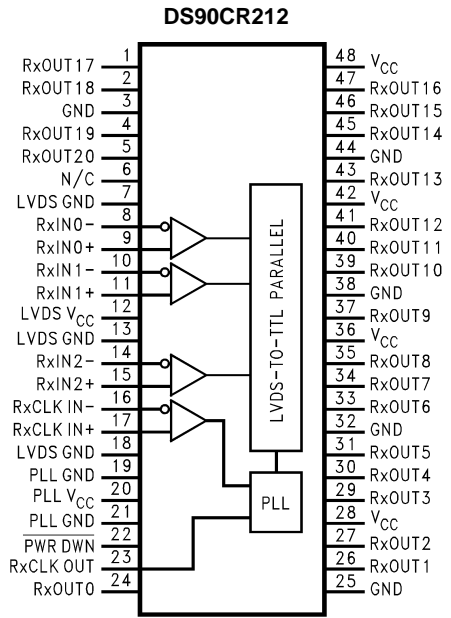 DS90CR212
RxOUT17 1
RxOUT18 2
GND 3
RxOUT19 4
RxOUT20 5
N/C 6
LVDS GND 7
RxIN0- 8
RxIN0+ 9
RxIN1- 10
RxIN1+ 11
LVDS VCC 12
LVDS GND 13
RxIN2- 14
RxIN2+ 15
RxCLK IN- 16
RxCLK IN+ 17
LVDS GND 18
PLL GND 19
PLL VCC 20
PLL GND 21
PWR DWN 22
RxCLK OUT 23
RxOUT0 24
LVDS-TO-TTL PARALLEL
PLL
48 VCC
47 RxOUT16
46 RxOUT15
45 RxOUT14
44 GND
43 RxOUT13
42 VCC
41 RxOUT12
40 RxOUT11
39 RxOUT10
38 GND
37 RxOUT9
36 VCC
35 RxOUT8
34 RxOUT7
33 RxOUT6
32 GND
31 RxOUT5
30 RxOUT4
29 RxOUT3
28 VCC
27 RxOUT2
26 RxOUT1
25 GND